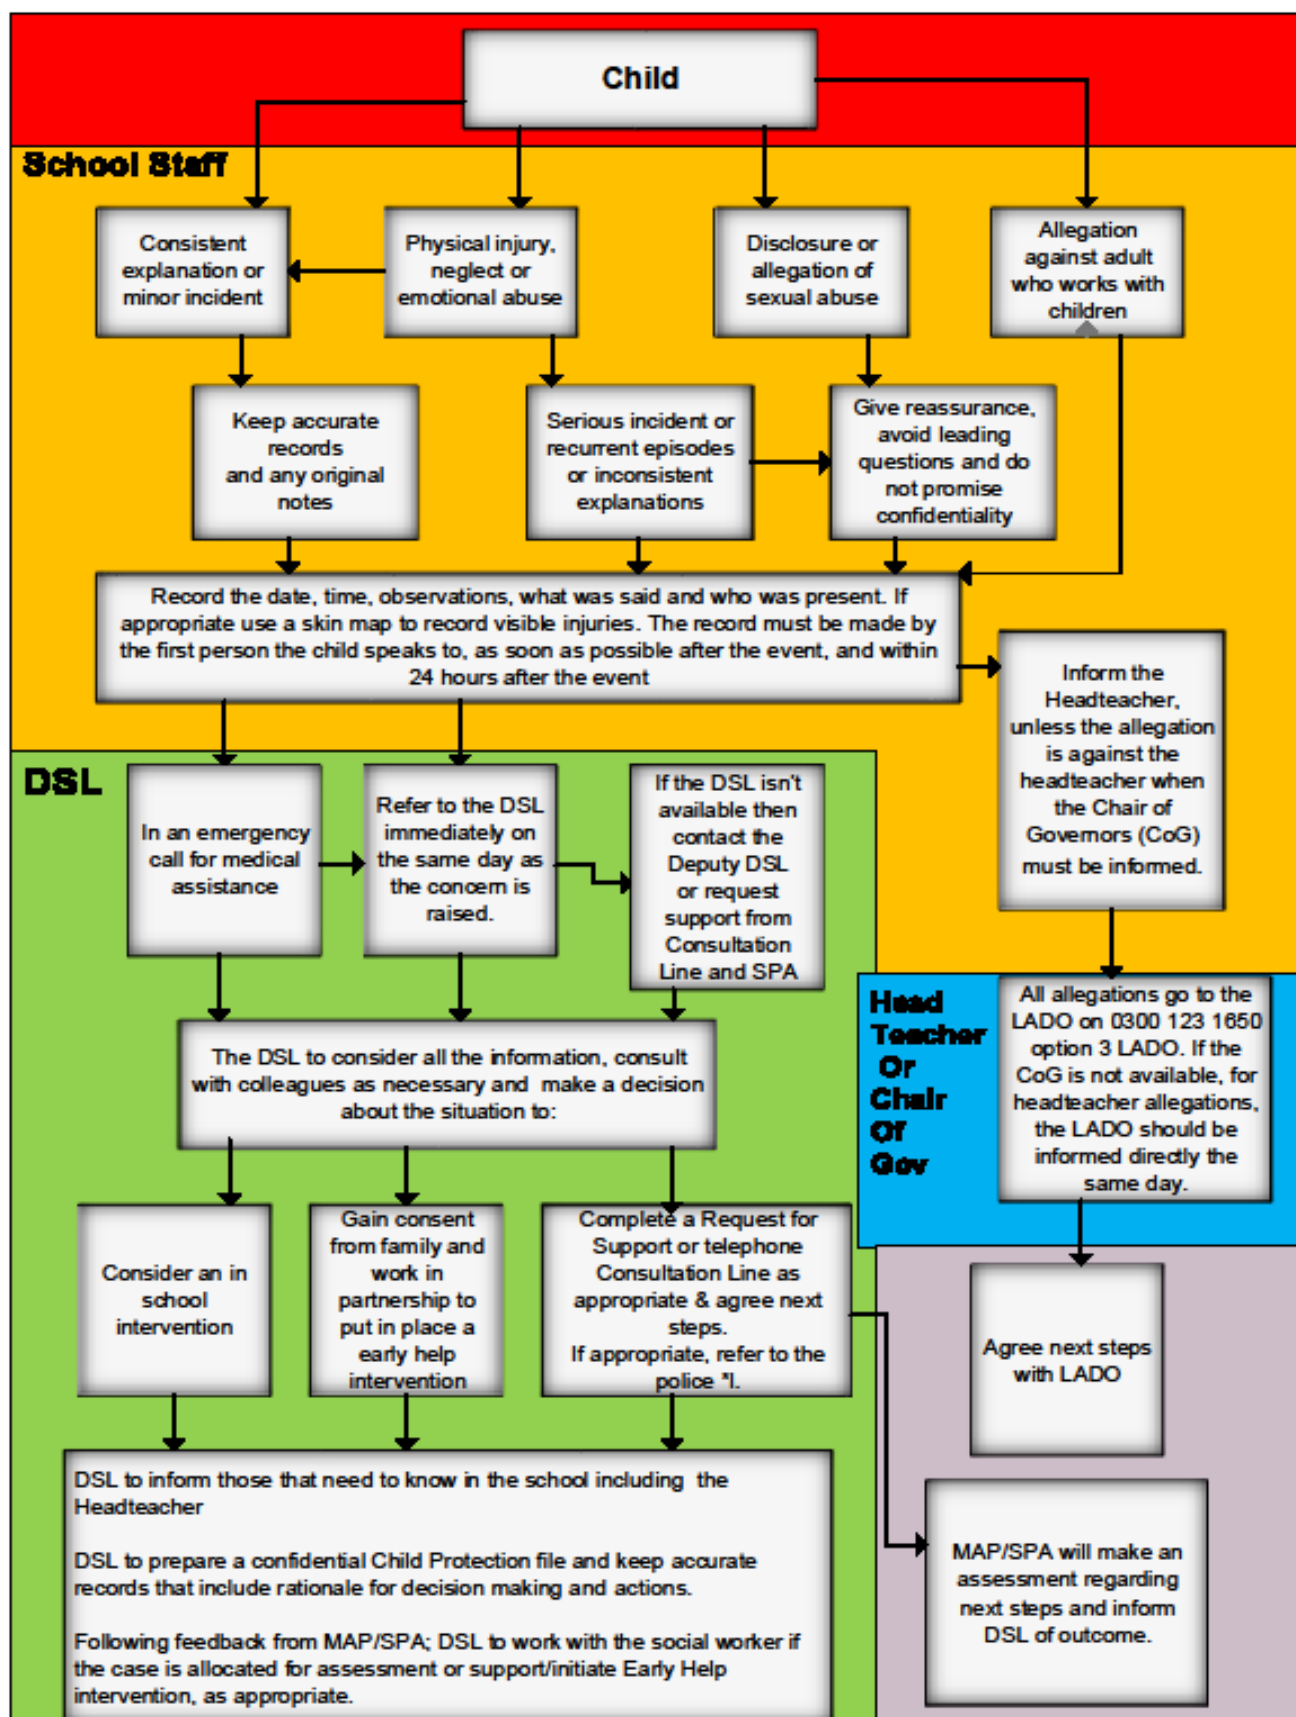 Child
School Staff
Consistent
explanation or
minor incident
Physical injury,
neglect or
emotional abuse
Disclosure or
allegation of
sexual abuse
Allegation
against adult
who works with
children
Keep accurate
records
and any original
notes
Serious incident or
recurrent episodes
or inconsistent
explanations
Give reassurance,
avoid leading
questions and do
not promise
confidentiality
Record the date, time, observations, what was said and who was present. If
appropriate use a skin map to record visible injuries. The record must be made by
the first person the child speaks to, as soon as possible after the event, and within
24 hours after the event
Inform the
Headteacher,
unless the allegation
is against the
headteacher when
the Chair of
Governors (CoG)
must be informed.
DSL
In an emergency
call for medical
assistance
Refer to the DSL
immediately on
the same day as
the concern is
raised.
If the DSL isn't
available then
contact the
Deputy DSL
or request
support from
Consultation
Line and SPA
Head
Teacher
Or
Chair
Of
Gov
All allegations go to the
LADO on 0300 123 1650
option 3 LADO. If the
CoG is not available, for
headteacher allegations,
the LADO should be
informed directly the
same day.
The DSL to consider all the information, consult
with colleagues as necessary and make a decision
about the situation to:
Consider an in
school
intervention
Gain consent
from family and
work in
partnership to
put in place a
early help
intervention
Complete a Request for
Support or telephone
Consultation Line as
appropriate & agree next
steps.
If appropriate, refer to the
police *I.
Agree next steps
with LADO
DSL to inform those that need to know in the school including the
Headteacher
DSL to prepare a confidential Child Protection file and keep accurate
records that include rationale for decision making and actions.
Following feedback from MAP/SPA; DSL to work with the social worker if
the case is allocated for assessment or support/initiate Early Help
intervention, as appropriate.
MAP/SPA will make an
assessment regarding
next steps and inform
DSL of outcome.